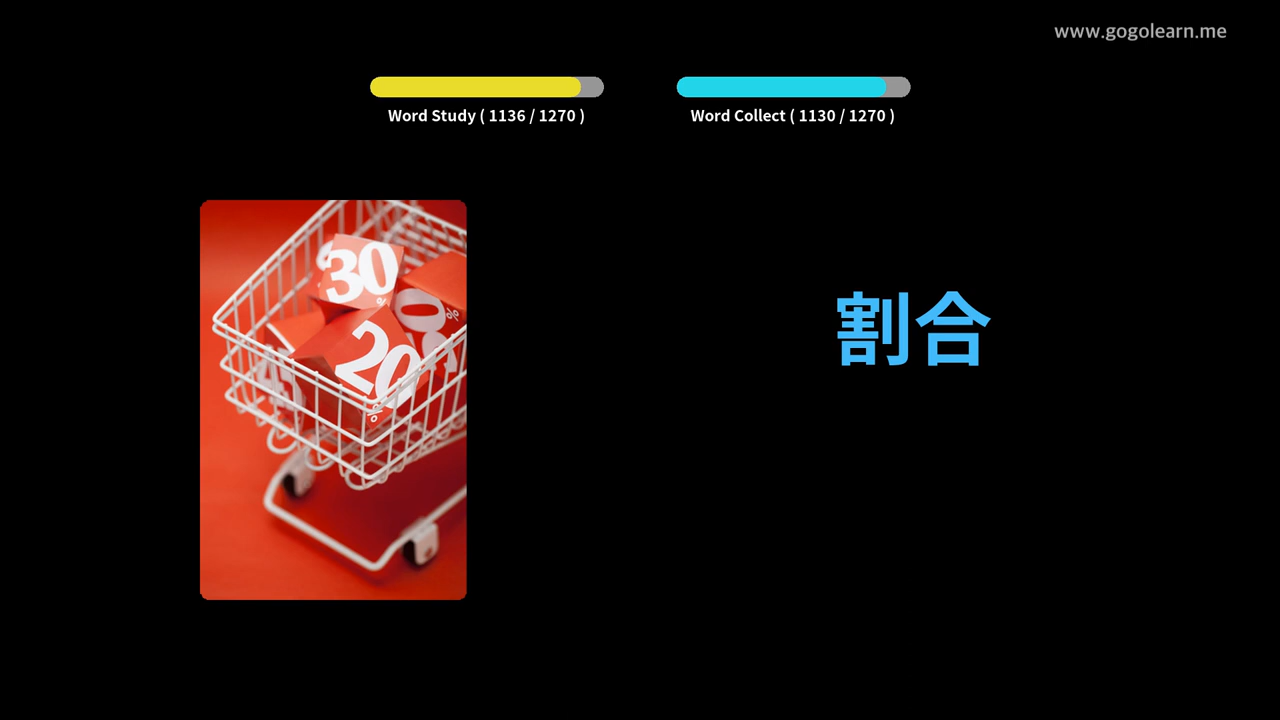 www.gogolearn.me
Word Study ( 1136 / 1270 )
Word Collect ( 1130 / 1270 )
30
%
%
20
%
割合